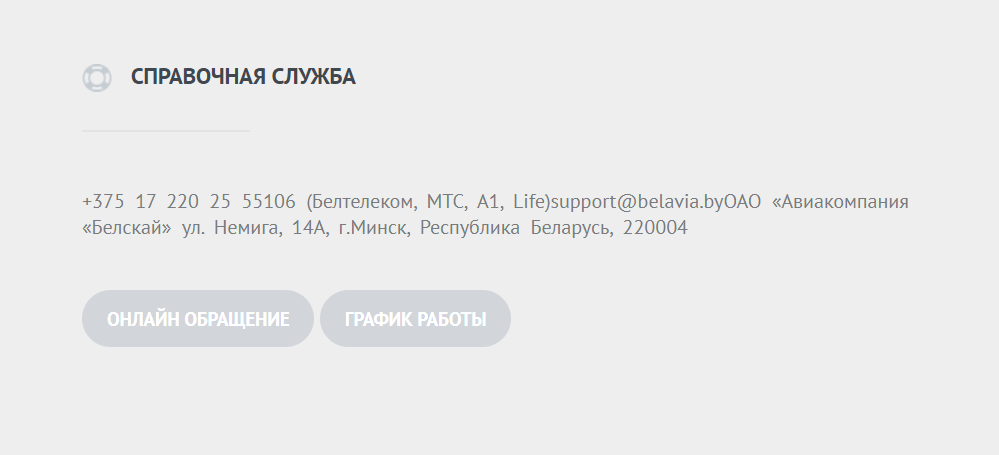 СПРАВОЧНАЯ СЛУЖБА
+375 17 220 25 55106 (Белтелеком, МТС, А1, Life)support@belavia.byОАО «Авиакомпания
«Белскай» ул. Немига, 14А, г.Минск, Республика Беларусь, 220004
ОНЛАЙН ОБРАЩЕНИЕ ГРАФИК РАБОТЫ